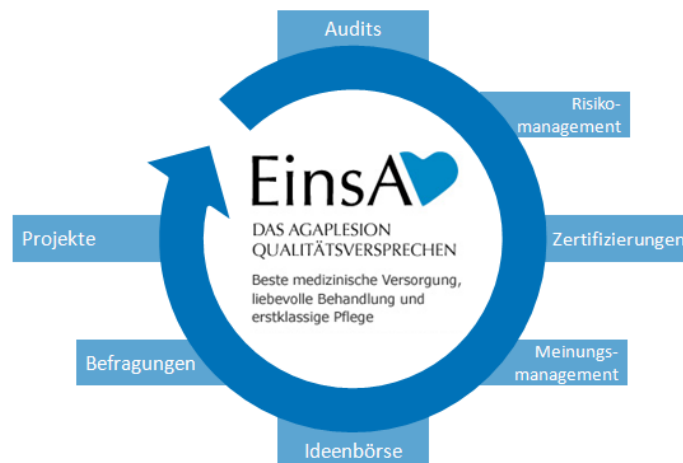 Audits
Risiko-
management
Zertifizierungen
Meinungs-
management
Ideenbörse
Befragungen
Projekte
EinsA
DAS AGAPLESION
QUALITÄTSVERSPRECHEN
Beste medizinische Versorgung,
liebevolle Behandlung und
erstklassige Pflege